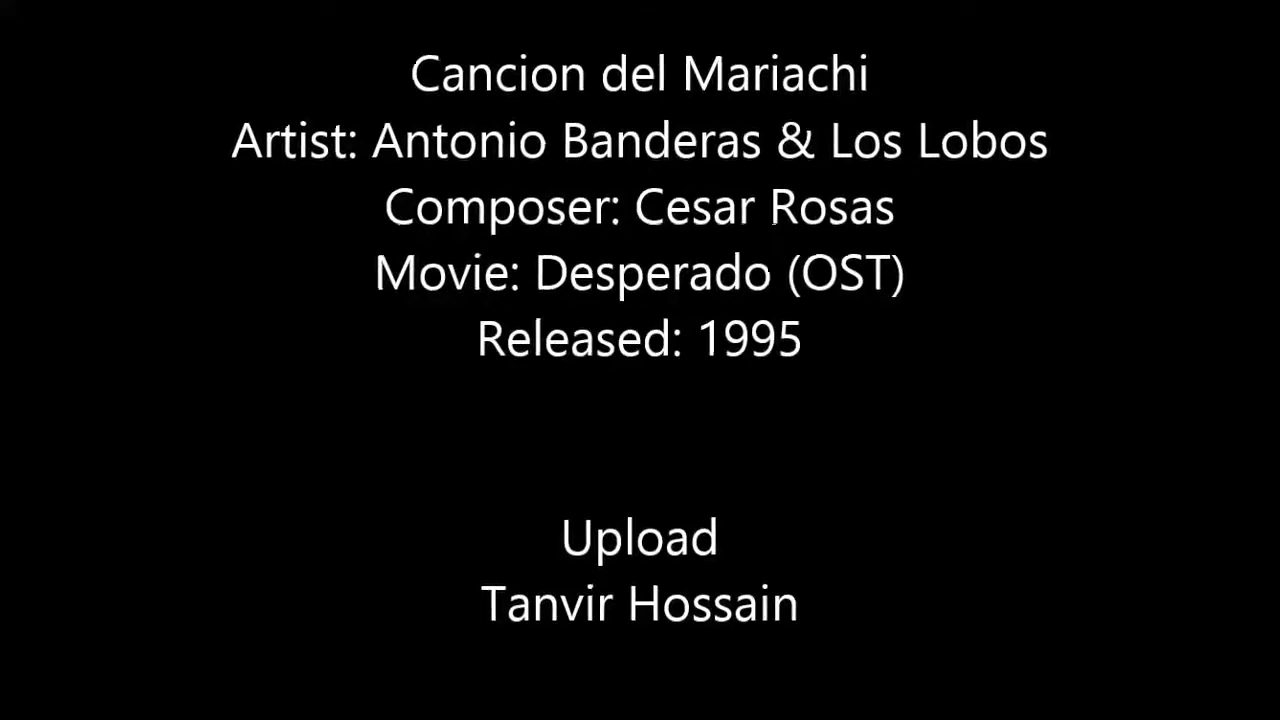 Cancion del Mariachi
Artist: Antonio Banderas & Los Lobos
Composer: Cesar Rosas
Movie: Desperado (OST)
Released: 1995
Upload
Tanvir Hossain